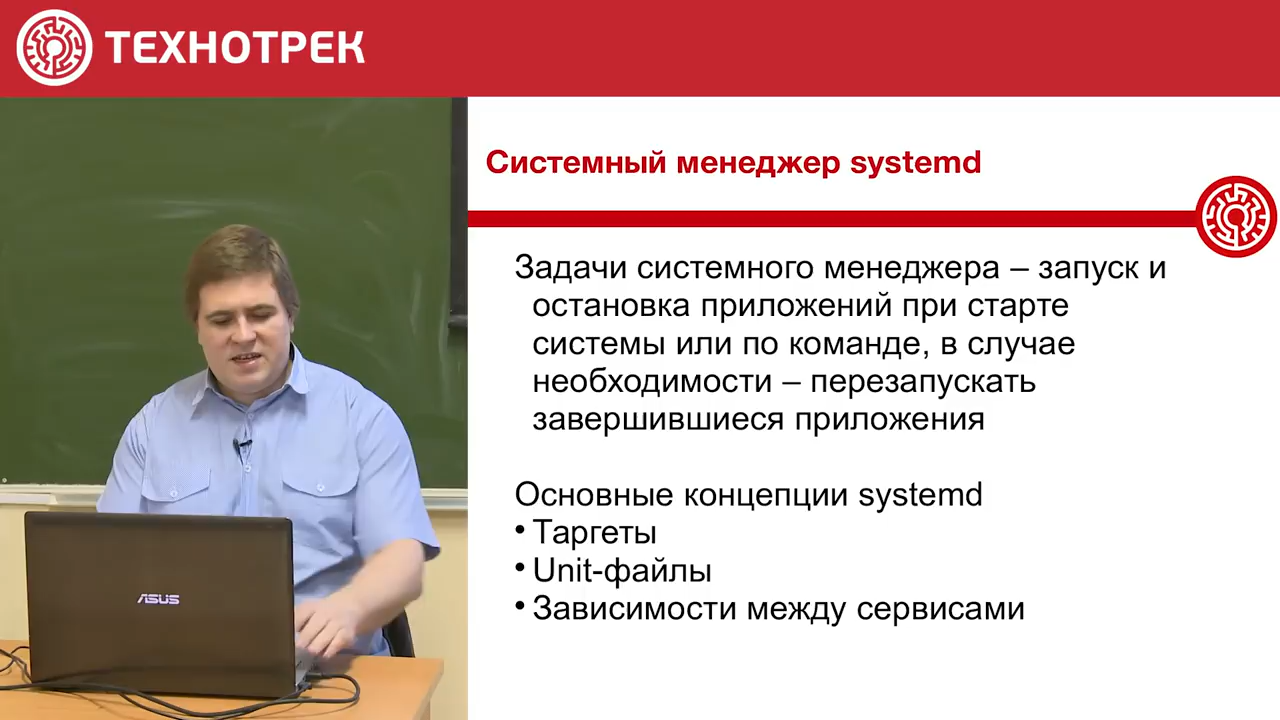 ТЕХНОТРЕК
Системный менеджер systemd
Задачи системного менеджера – запуск и
остановка приложений при старте
системы или по команде, в случае
необходимости – перезапускать
завершившиеся приложения
Основные концепции systemd
• Таргеты
• Unit-файлы
• Зависимости между сервисами
ASUS